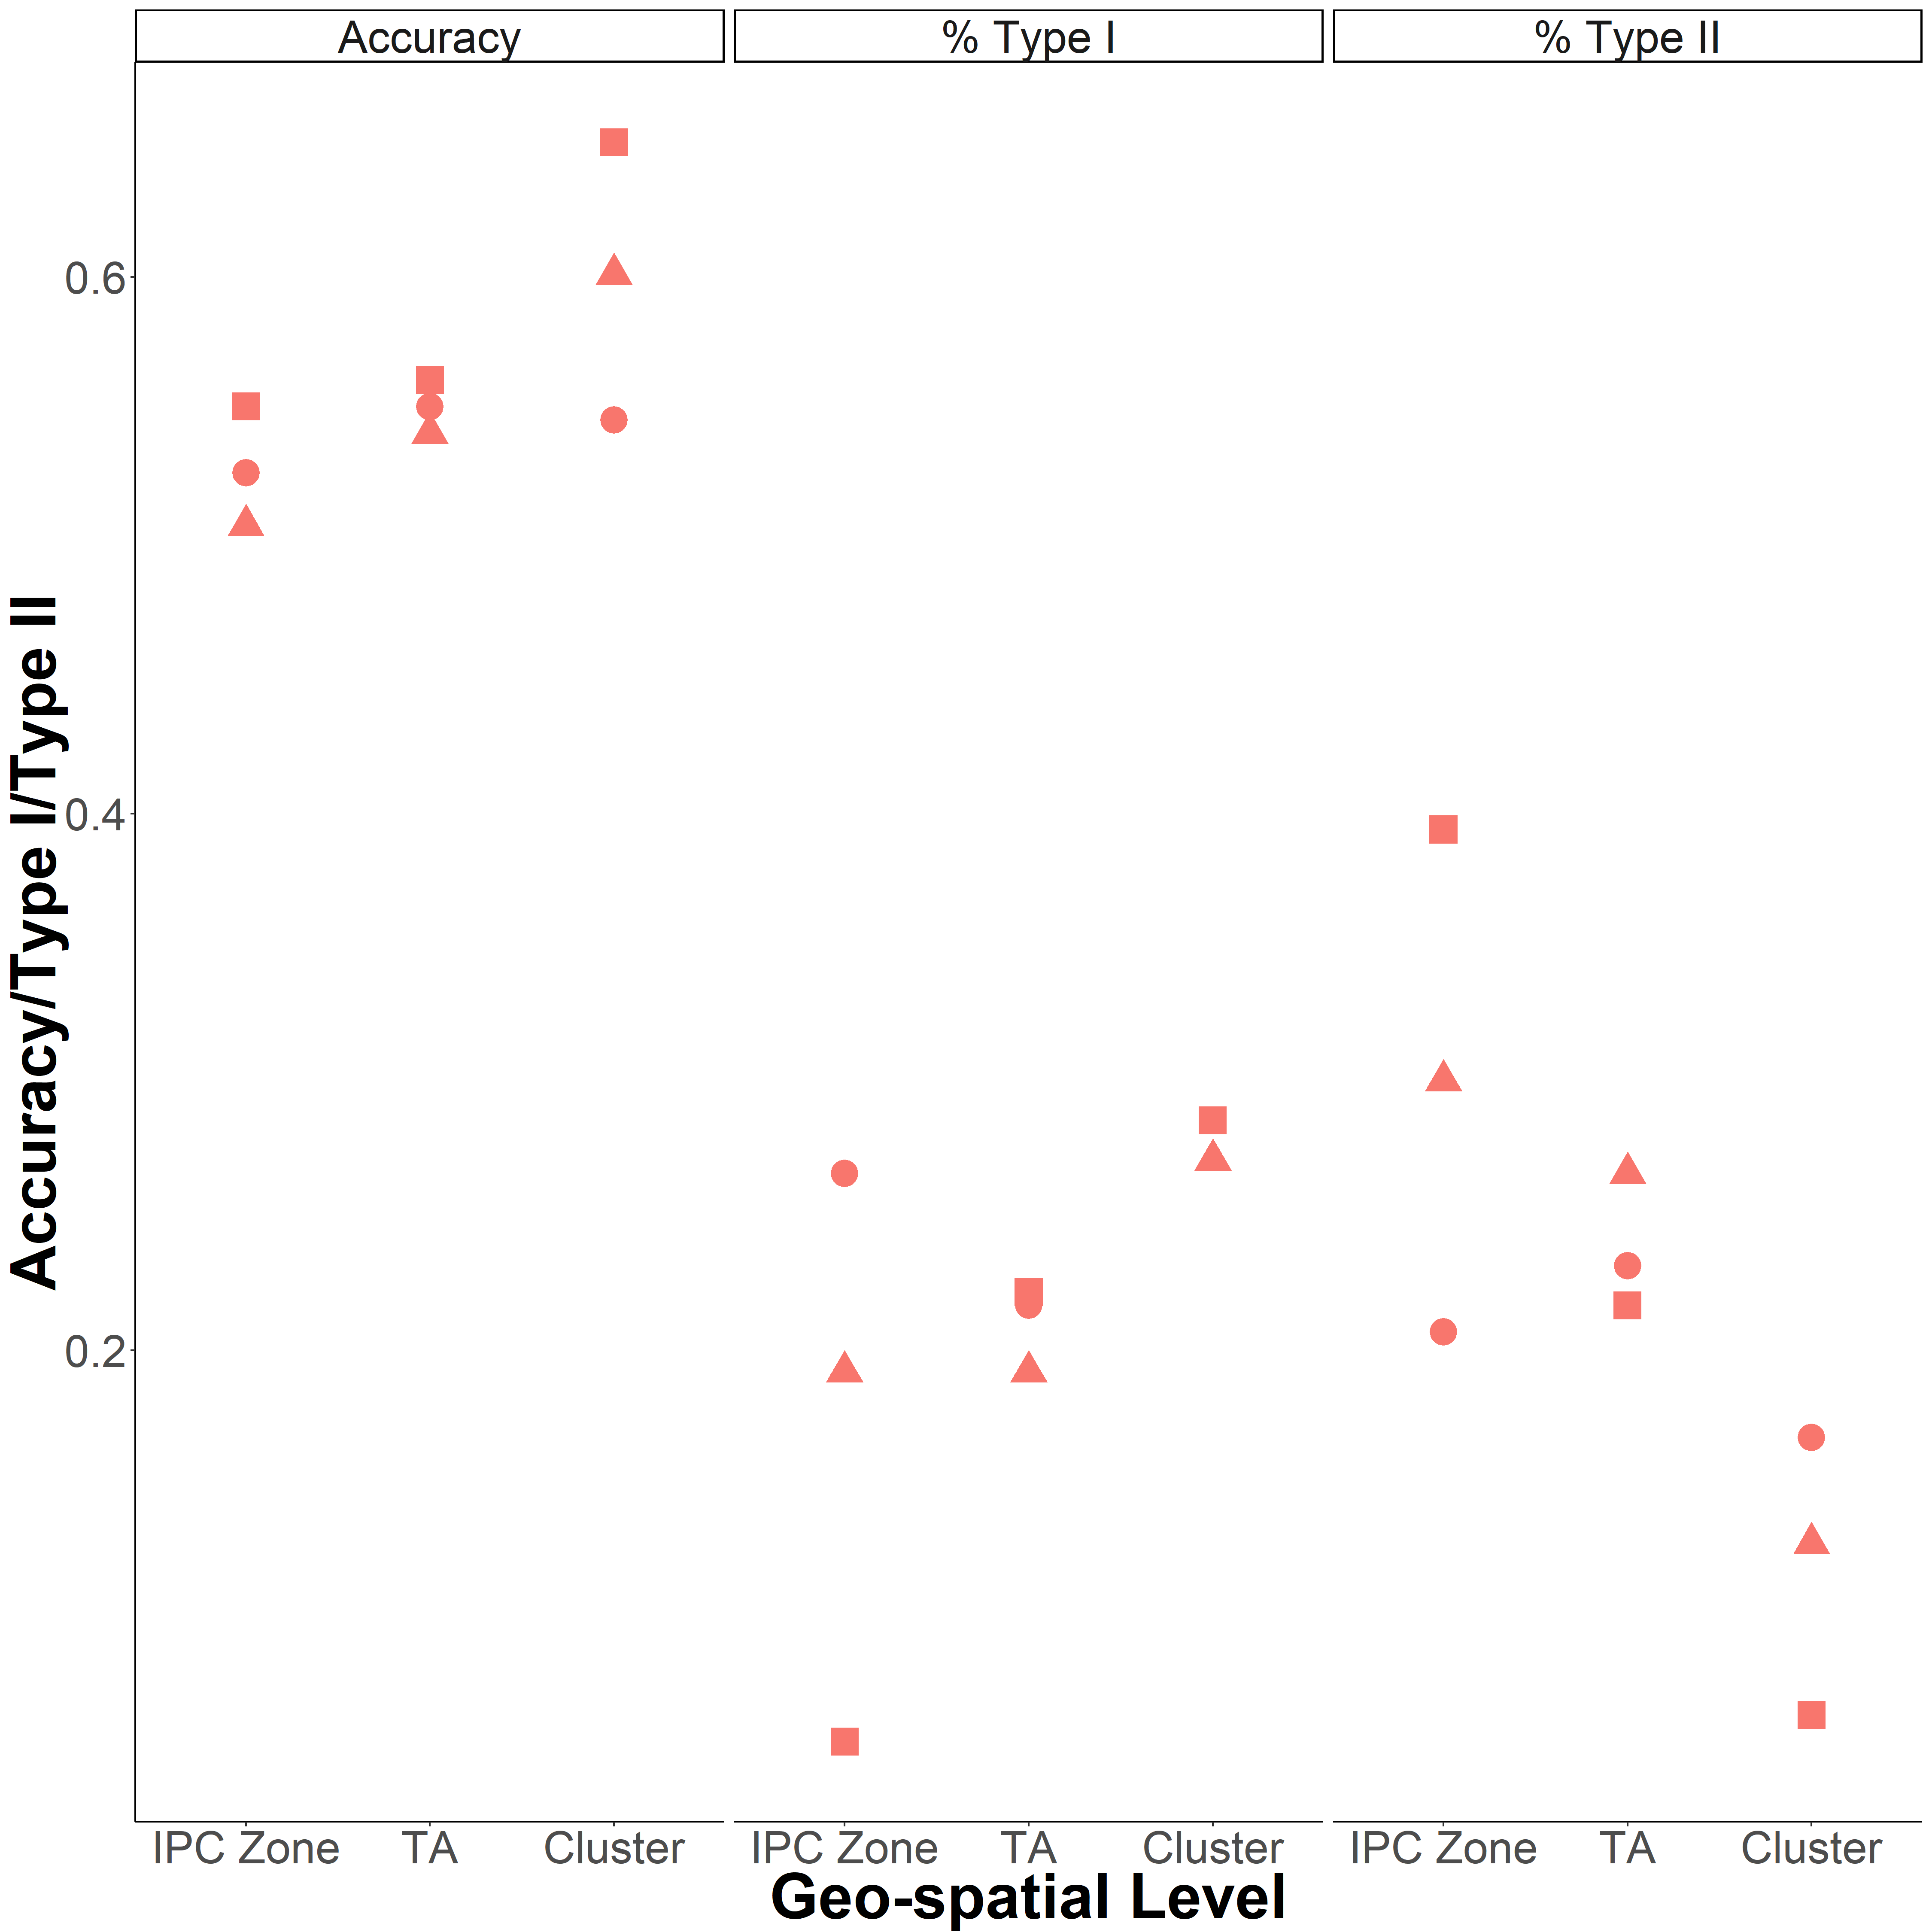 Accuracy % Type I % Type II
0.6
0.4
0.2
Accuracy/Type I/Type II
IPC Zone TA Cluster IPC Zone TA Cluster IPC Zone TA Cluster
Geo-spatial Level